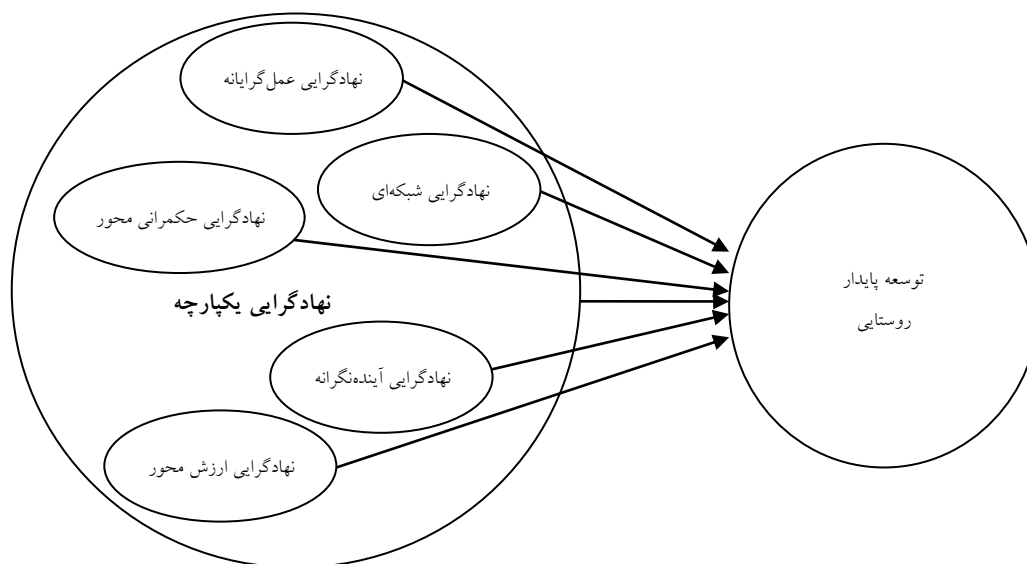 نهادگرایی عمل‌گرایانه
نهادگرایی شبکه‌ای
نهادگرایی حکمرانی محور
نهادگرایی یکپارچه
نهادگرایی آینده‌نگرانه
نهادگرایی ارزش محور
توسعه پایدار
روستایی